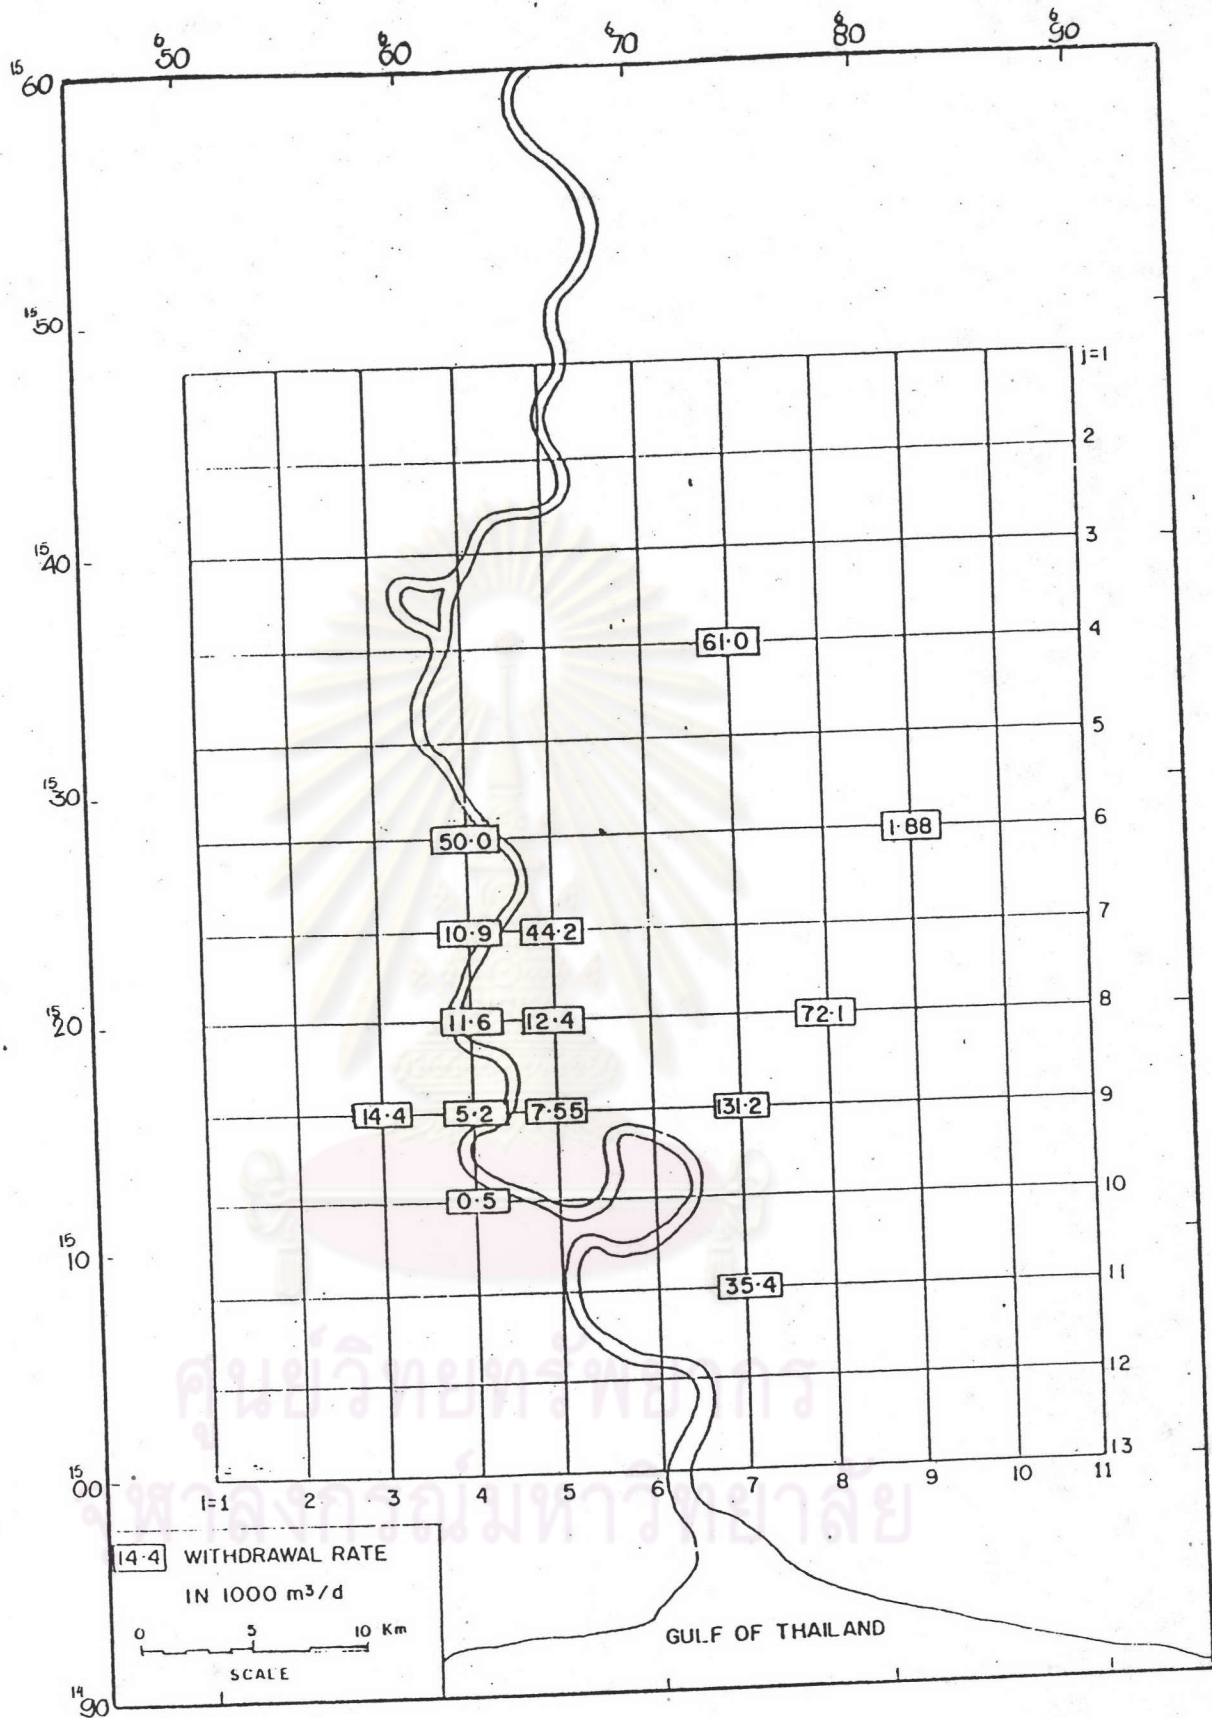 ⁶50 ⁶60 ⁶70 ⁶80 ⁶90
¹⁵60
¹⁵50
j=1
2
¹⁵40
3
61·0
4
5
¹⁵30
50·0 1·88 6
10·9 44·2 7
¹⁵20
11·6 12·4 72·1 8
14·4 5·2 7·55 131·2 9
0·5 10
¹⁵10
35·4 11
12
13
¹⁵00
I=1 2 3 4 5 6 7 8 9 10 11
ศูนย์วิทยทรัพยากร
จุฬาลงกรณ์มหาวิทยาลัย
14·4 WITHDRAWAL RATE
IN 1000 m³/d
0 5 10 Km
SCALE
GULF OF THAILAND
¹⁴90